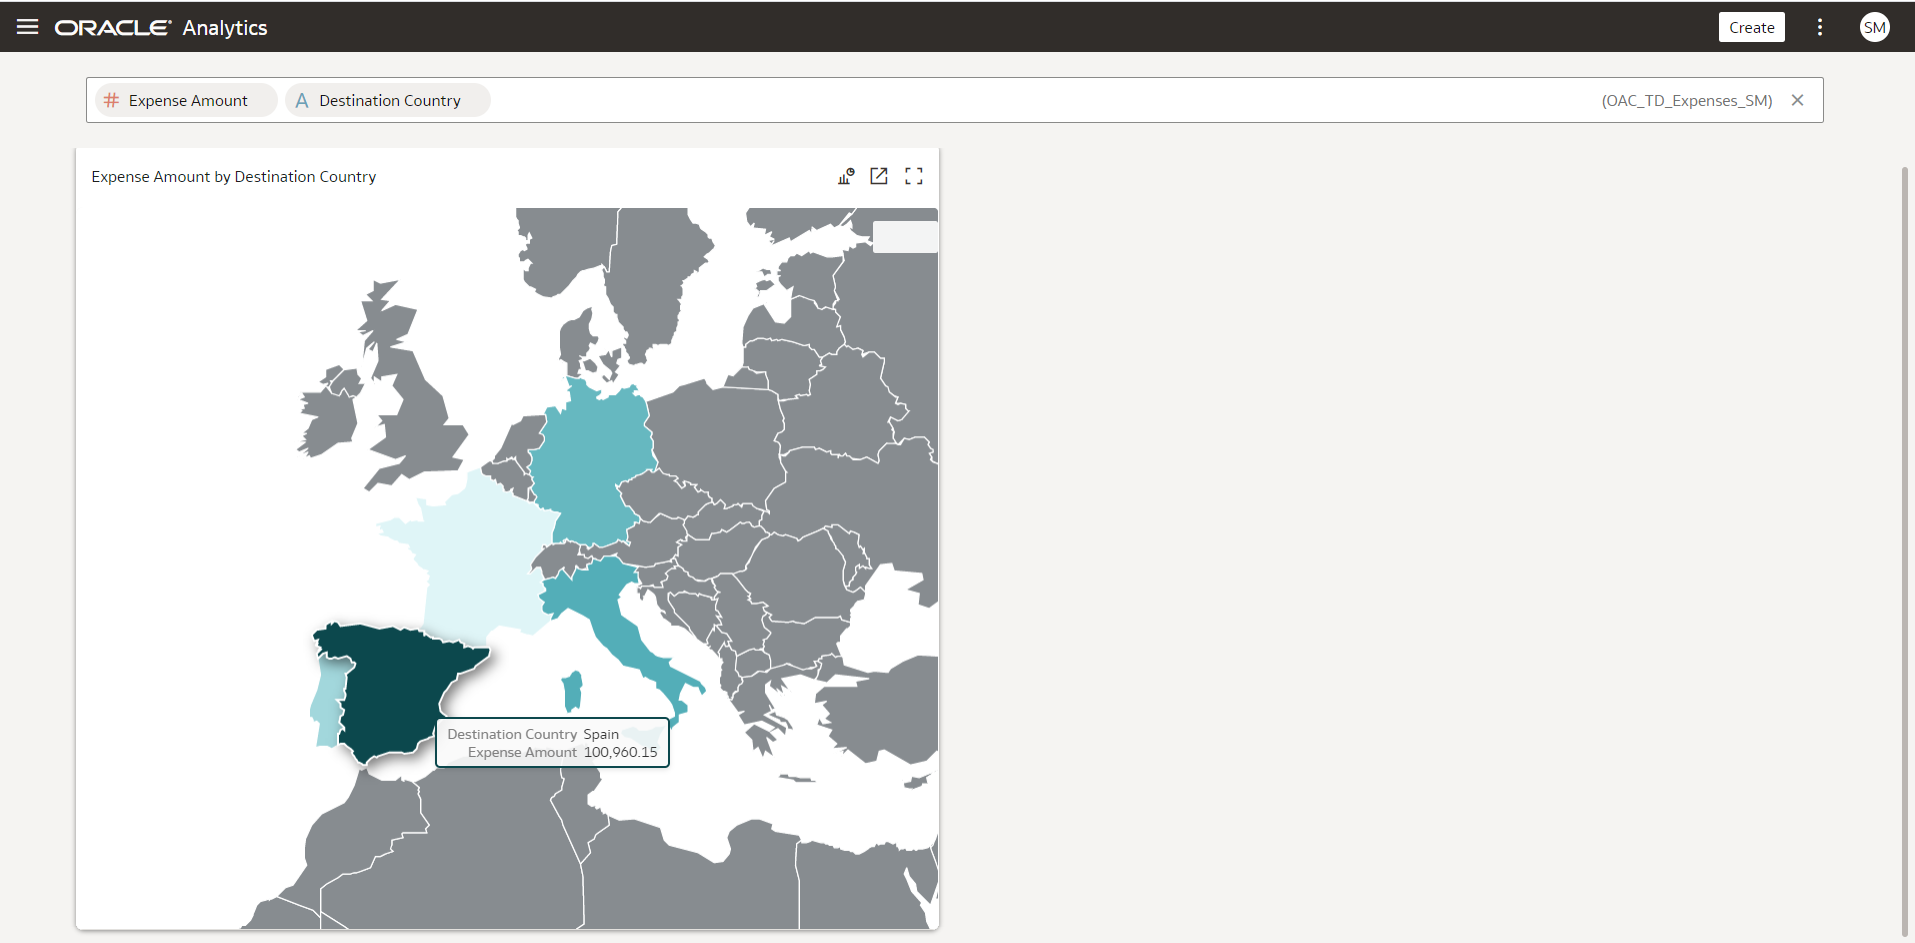 ORACLE Analytics
Create
SM
# Expense Amount
A Destination Country
(OAC_TD_Expenses_SM)
Expense Amount by Destination Country
Destination Country Spain
Expense Amount 100,960.15